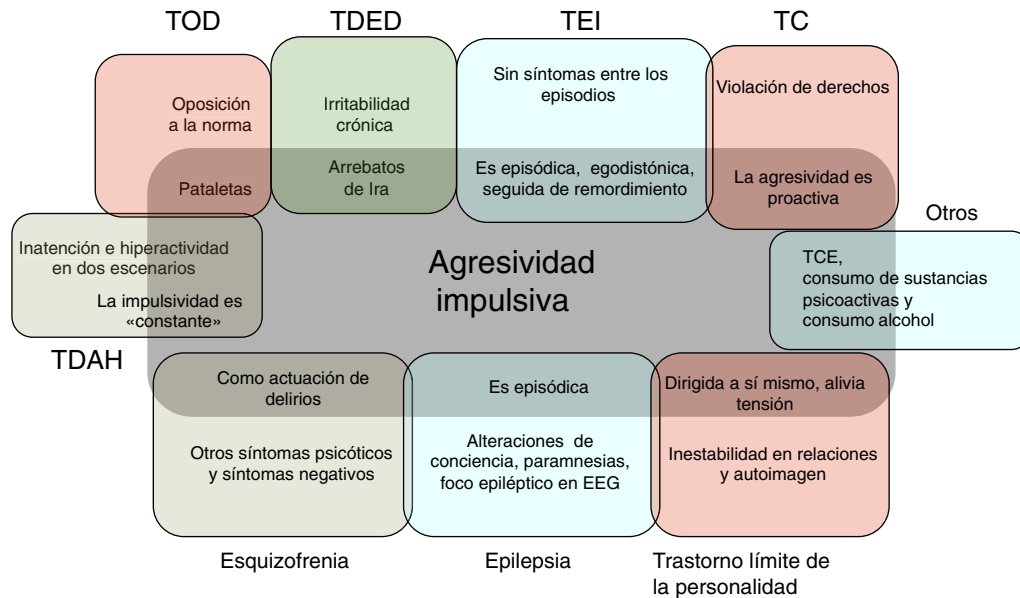 TOD
TDED
TEI
TC
Oposición
a la norma
Pataletas
Irritabilidad
crónica
Arrebatos
de Ira
Sin síntomas entre los
episodios
Es episódica, egodistónica,
seguida de remordimiento
Violación de derechos
La agresividad es
proactiva
Otros
Inatención e hiperactividad
en dos escenarios
La impulsividad es
«constante»
TDAH
Agresividad
impulsiva
TCE,
consumo de sustancias
psicoactivas y
consumo alcohol
Como actuación de
delirios
Otros síntomas psicóticos
y síntomas negativos
Es episódica
Alteraciones de
conciencia, paramnesias,
foco epiléptico en EEG
Dirigida a sí mismo, alivia
tensión
Inestabilidad en relaciones
y autoimagen
Esquizofrenia
Epilepsia
Trastorno límite de
la personalidad